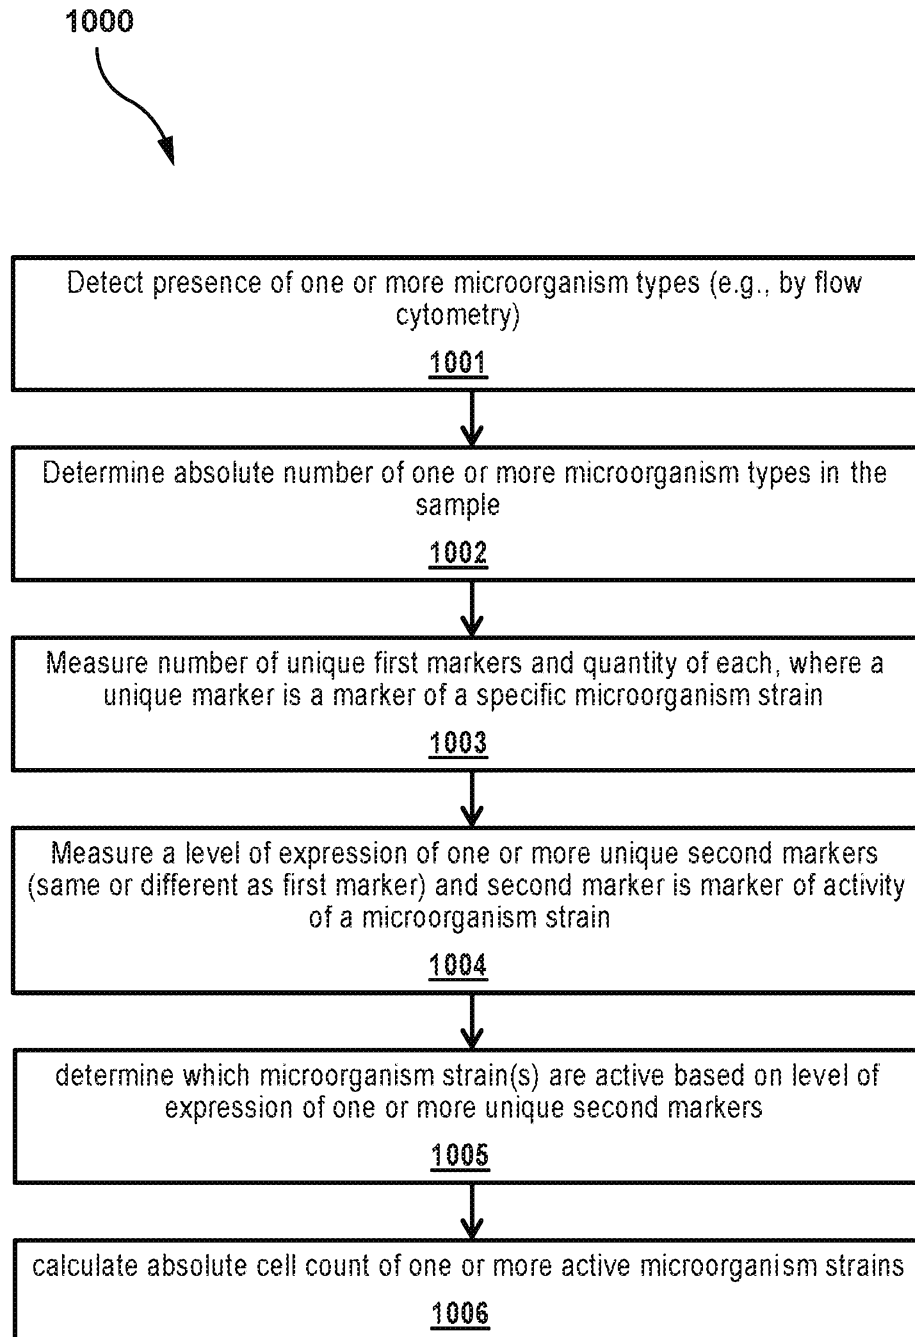 1000
Detect presence of one or more microorganism types (e.g., by flow
cytometry)
1001
Determine absolute number of one or more microorganism types in the
sample
1002
Measure number of unique first markers and quantity of each, where a
unique marker is a marker of a specific microorganism strain
1003
Measure a level of expression of one or more unique second markers
(same or different as first marker) and second marker is marker of activity
of a microorganism strain
1004
determine which microorganism strain(s) are active based on level of
expression of one or more unique second markers
1005
calculate absolute cell count of one or more active microorganism strains
1006